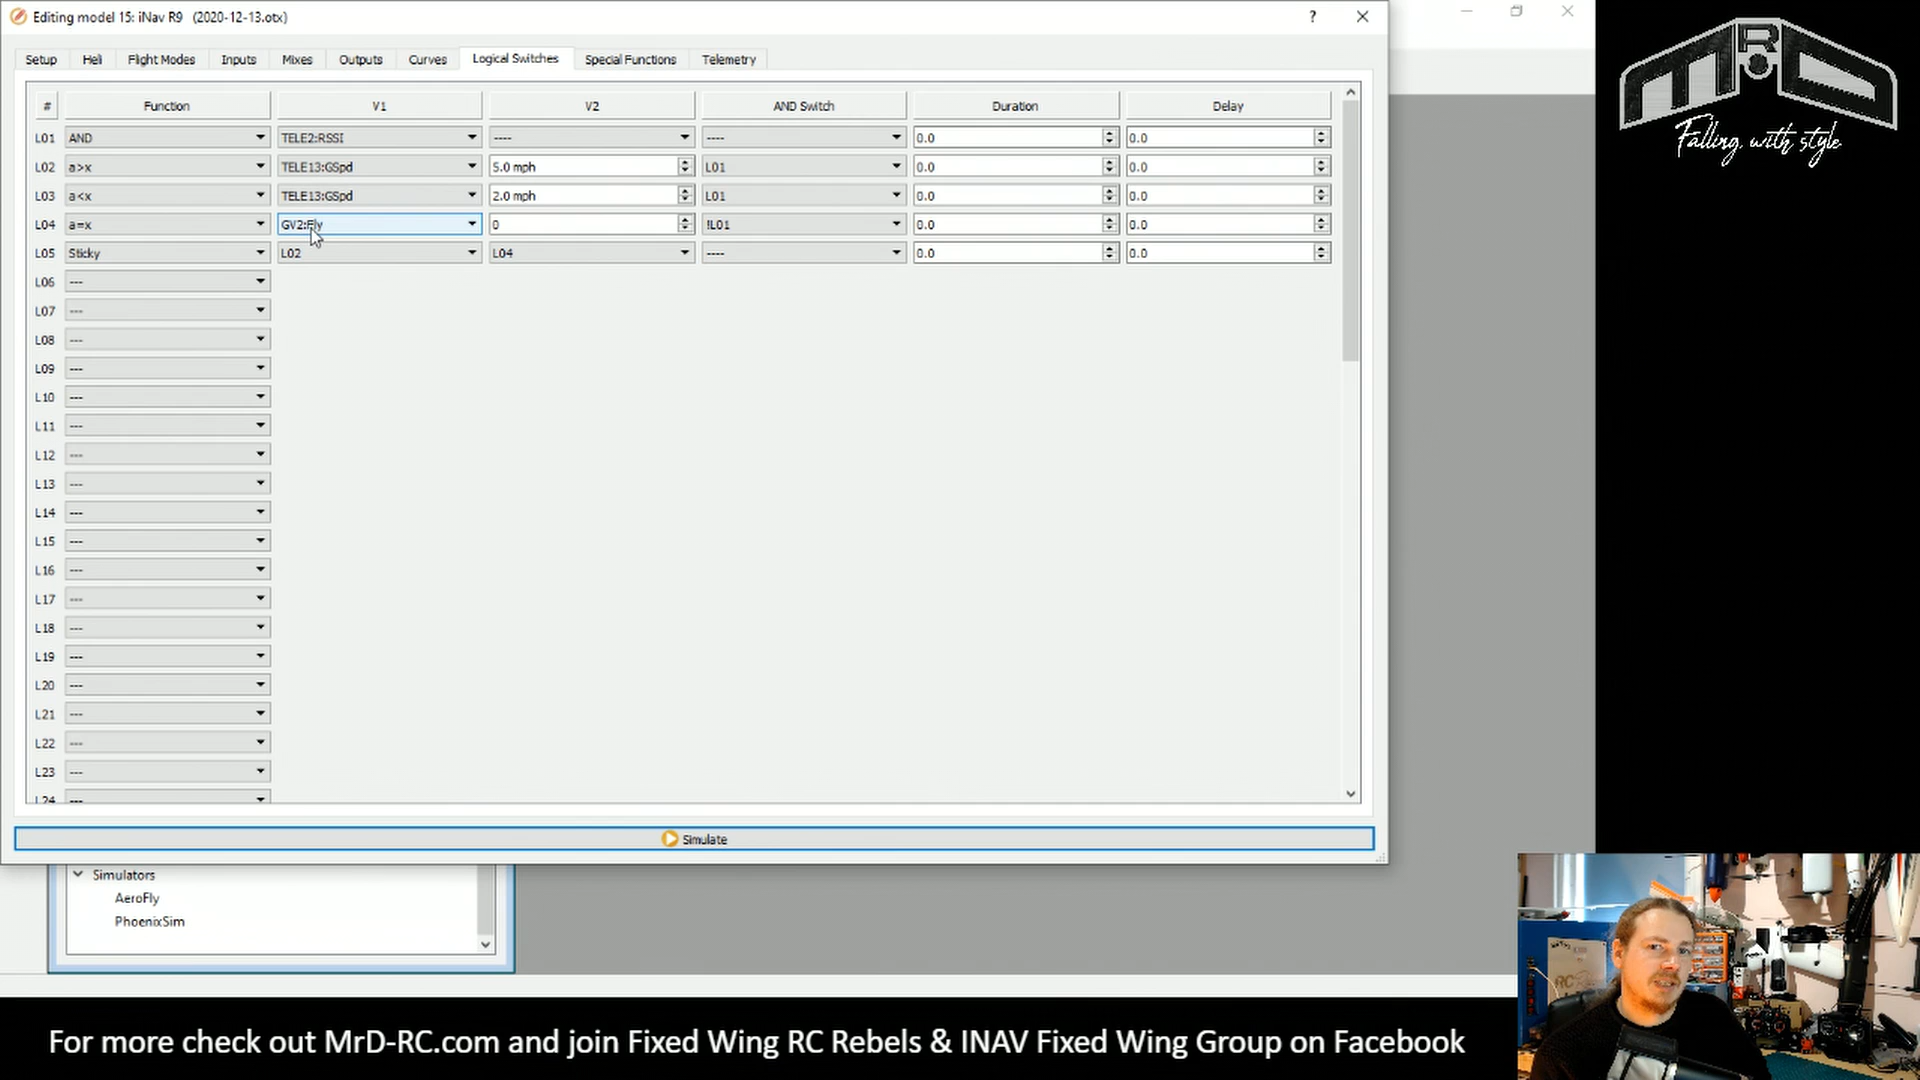 Editing model 15: iNav R9 (2020-12-13.otx)
?
Setup Heli Flight Modes Inputs Mixes Outputs Curves Logical Switches Special Functions Telemetry
# Function V1 V2 AND Switch Duration Delay
L01 AND TELE2:RSSI ---- ---- 0.0 0.0
L02 a>x TELE13:GSpd 5.0 mph L01 0.0 0.0
L03 a<x TELE13:GSpd 2.0 mph L01 0.0 0.0
L04 a=x GV2:Fly 0 !L01 0.0 0.0
L05 Sticky L02 L04 ---- 0.0 0.0
L06 ---
L07 ---
L08 ---
L09 ---
L10 ---
L11 ---
L12 ---
L13 ---
L14 ---
L15 ---
L16 ---
L17 ---
L18 ---
L19 ---
L20 ---
L21 ---
L22 ---
L23 ---
L24 ---
Simulate
Simulators
AeroFly
PhoenixSim
MRD
Falling with style
For more check out MrD-RC.com and join Fixed Wing RC Rebels & INAV Fixed Wing Group on Facebook